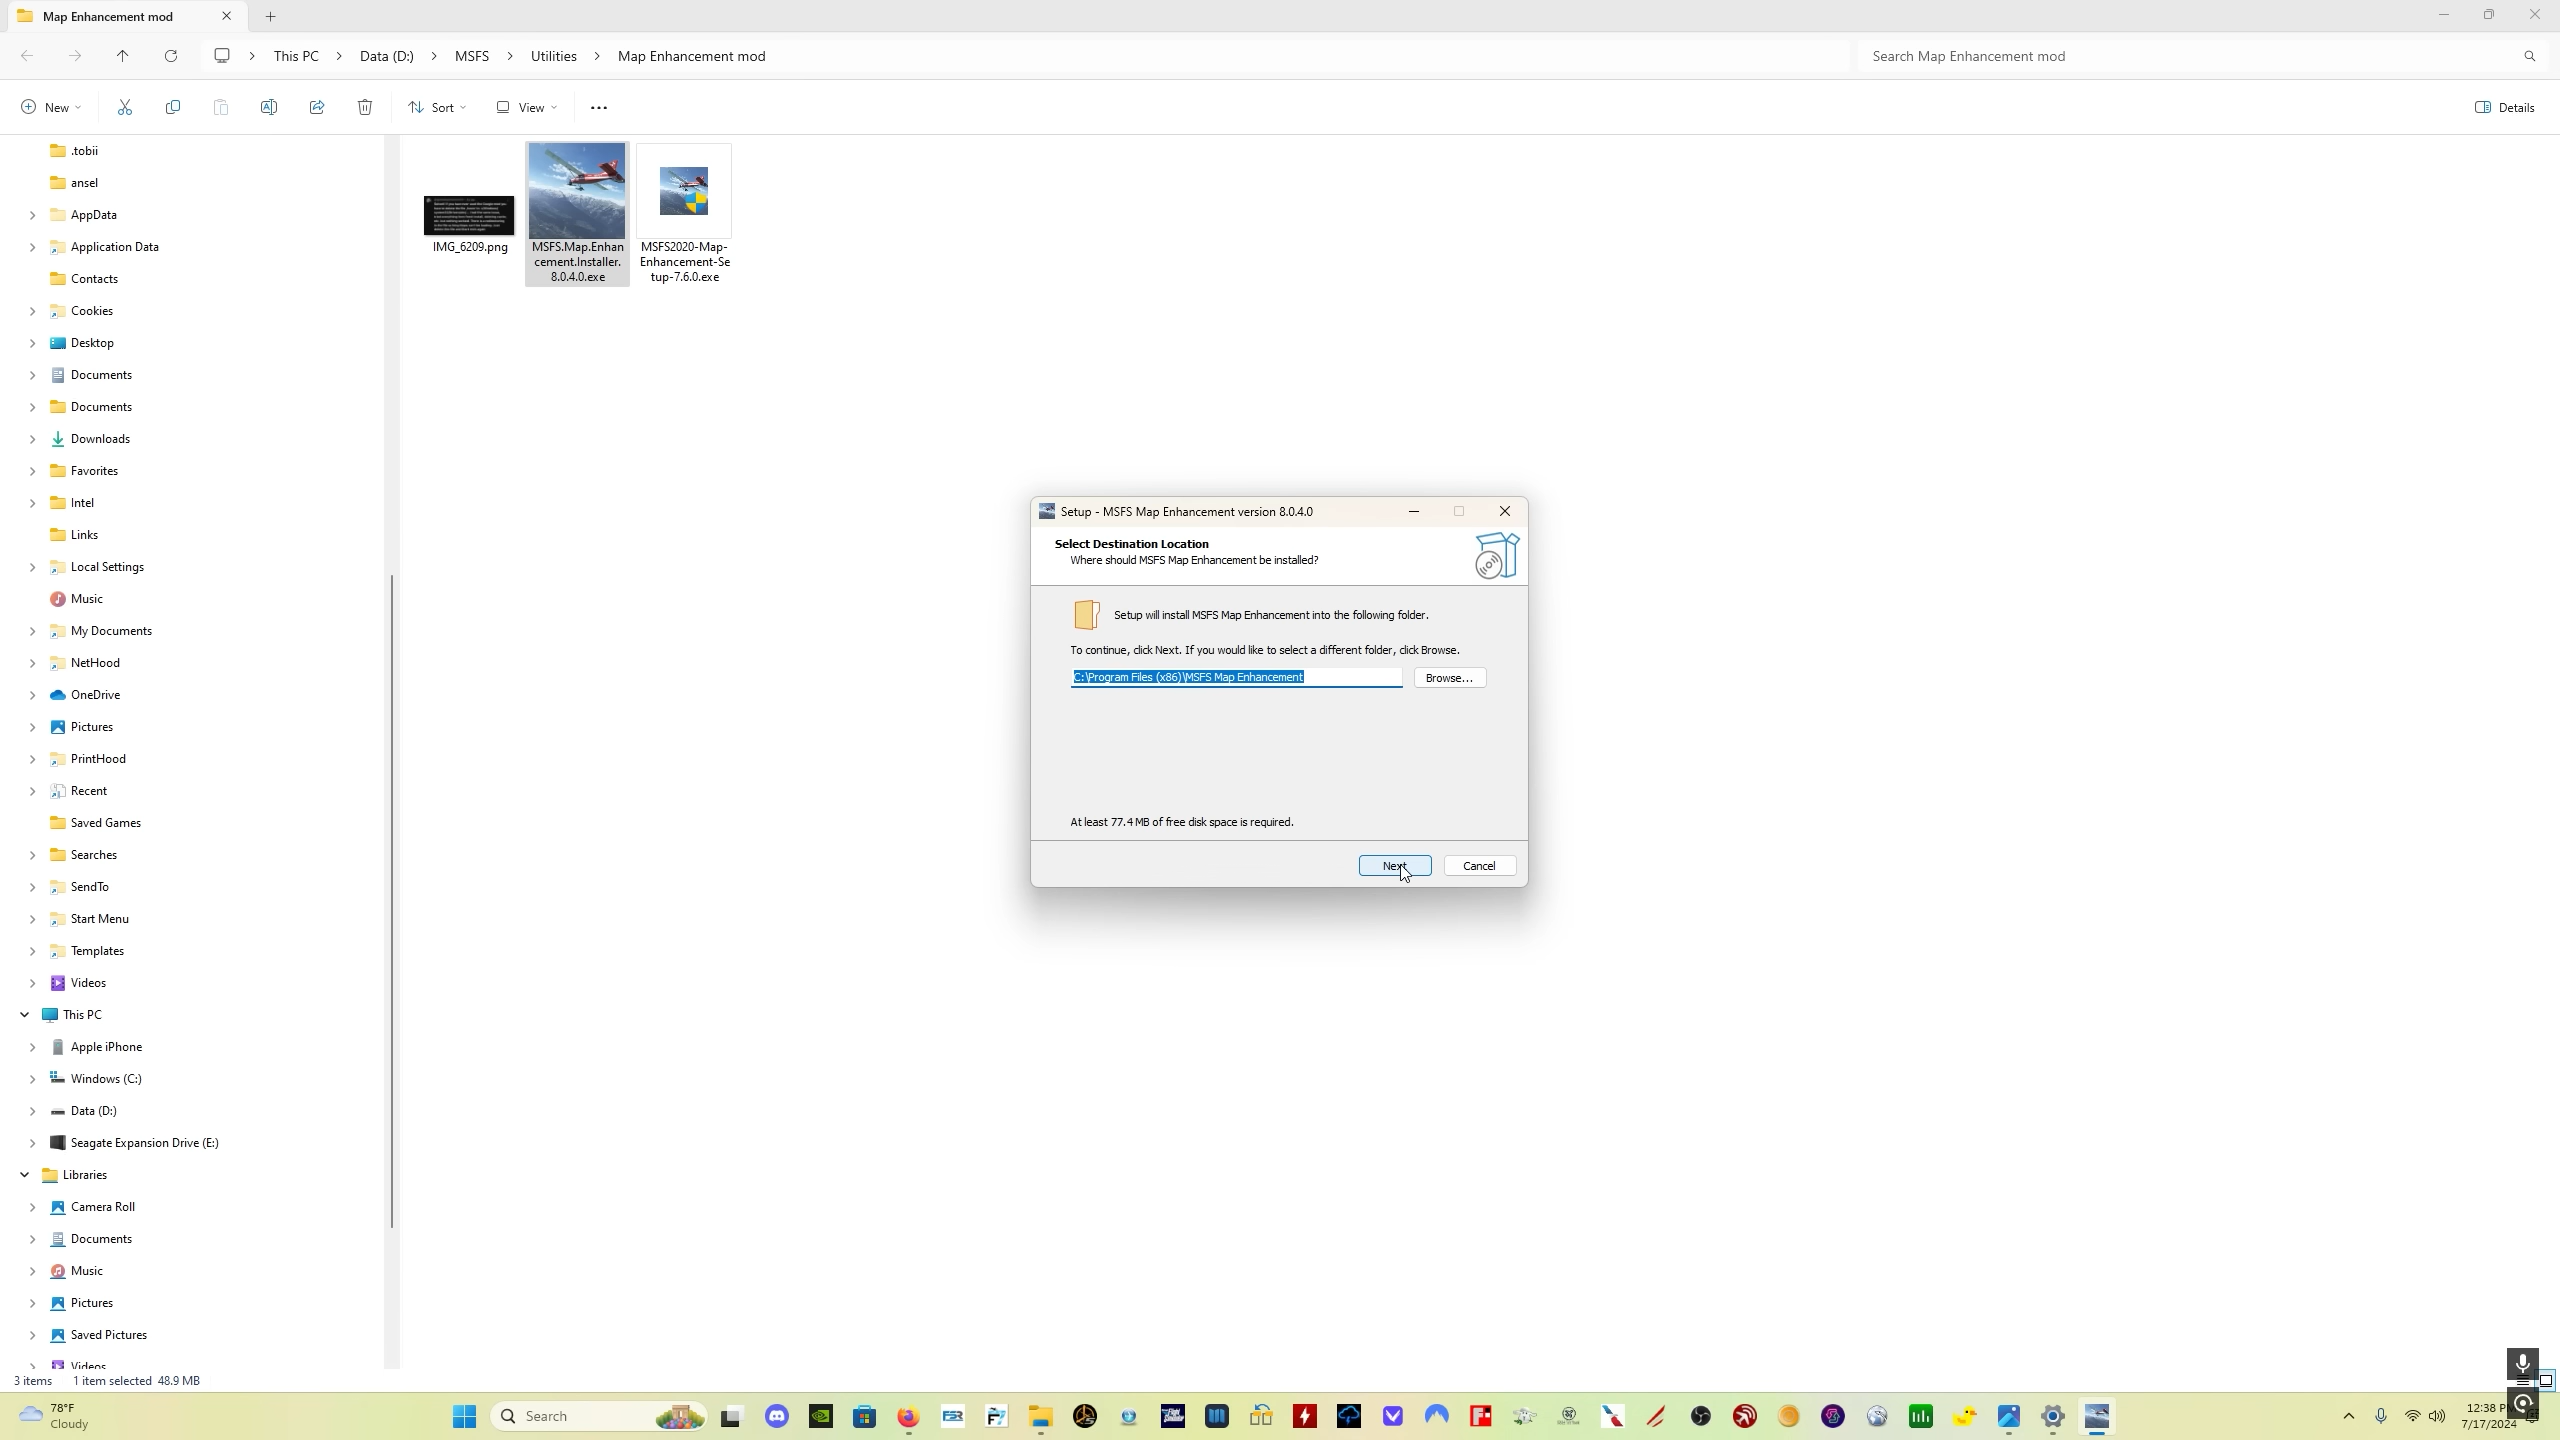 Map Enhancement mod
This PC
Data (D:)
MSFS
Utilities
Map Enhancement mod
Search Map Enhancement mod
New
Sort
View
Details
.tobii
ansel
AppData
Application Data
Contacts
Cookies
Desktop
Documents
Documents
Downloads
Favorites
Intel
Links
Local Settings
Music
My Documents
NetHood
OneDrive
Pictures
PrintHood
Recent
Saved Games
Searches
SendTo
Start Menu
Templates
Videos
This PC
Apple iPhone
Windows (C:)
Data (D:)
Seagate Expansion Drive (E:)
Libraries
Camera Roll
Documents
Music
Pictures
Saved Pictures
Videos
IMG_6209.png
MSFS.Map.Enhan
cement.Installer.
8.0.4.0.exe
MSFS2020-Map-
Enhancement-Se
tup-7.6.0.exe
Setup - MSFS Map Enhancement version 8.0.4.0
Select Destination Location
Where should MSFS Map Enhancement be installed?
Setup will install MSFS Map Enhancement into the following folder.
To continue, click Next. If you would like to select a different folder, click Browse.
C:\Program Files (x86)\MSFS Map Enhancement
Browse...
At least 77.4 MB of free disk space is required.
Next
Cancel
3 items
1 item selected 48.9 MB
78°F
Cloudy
Search
FSR
12:38 PM
7/17/2024